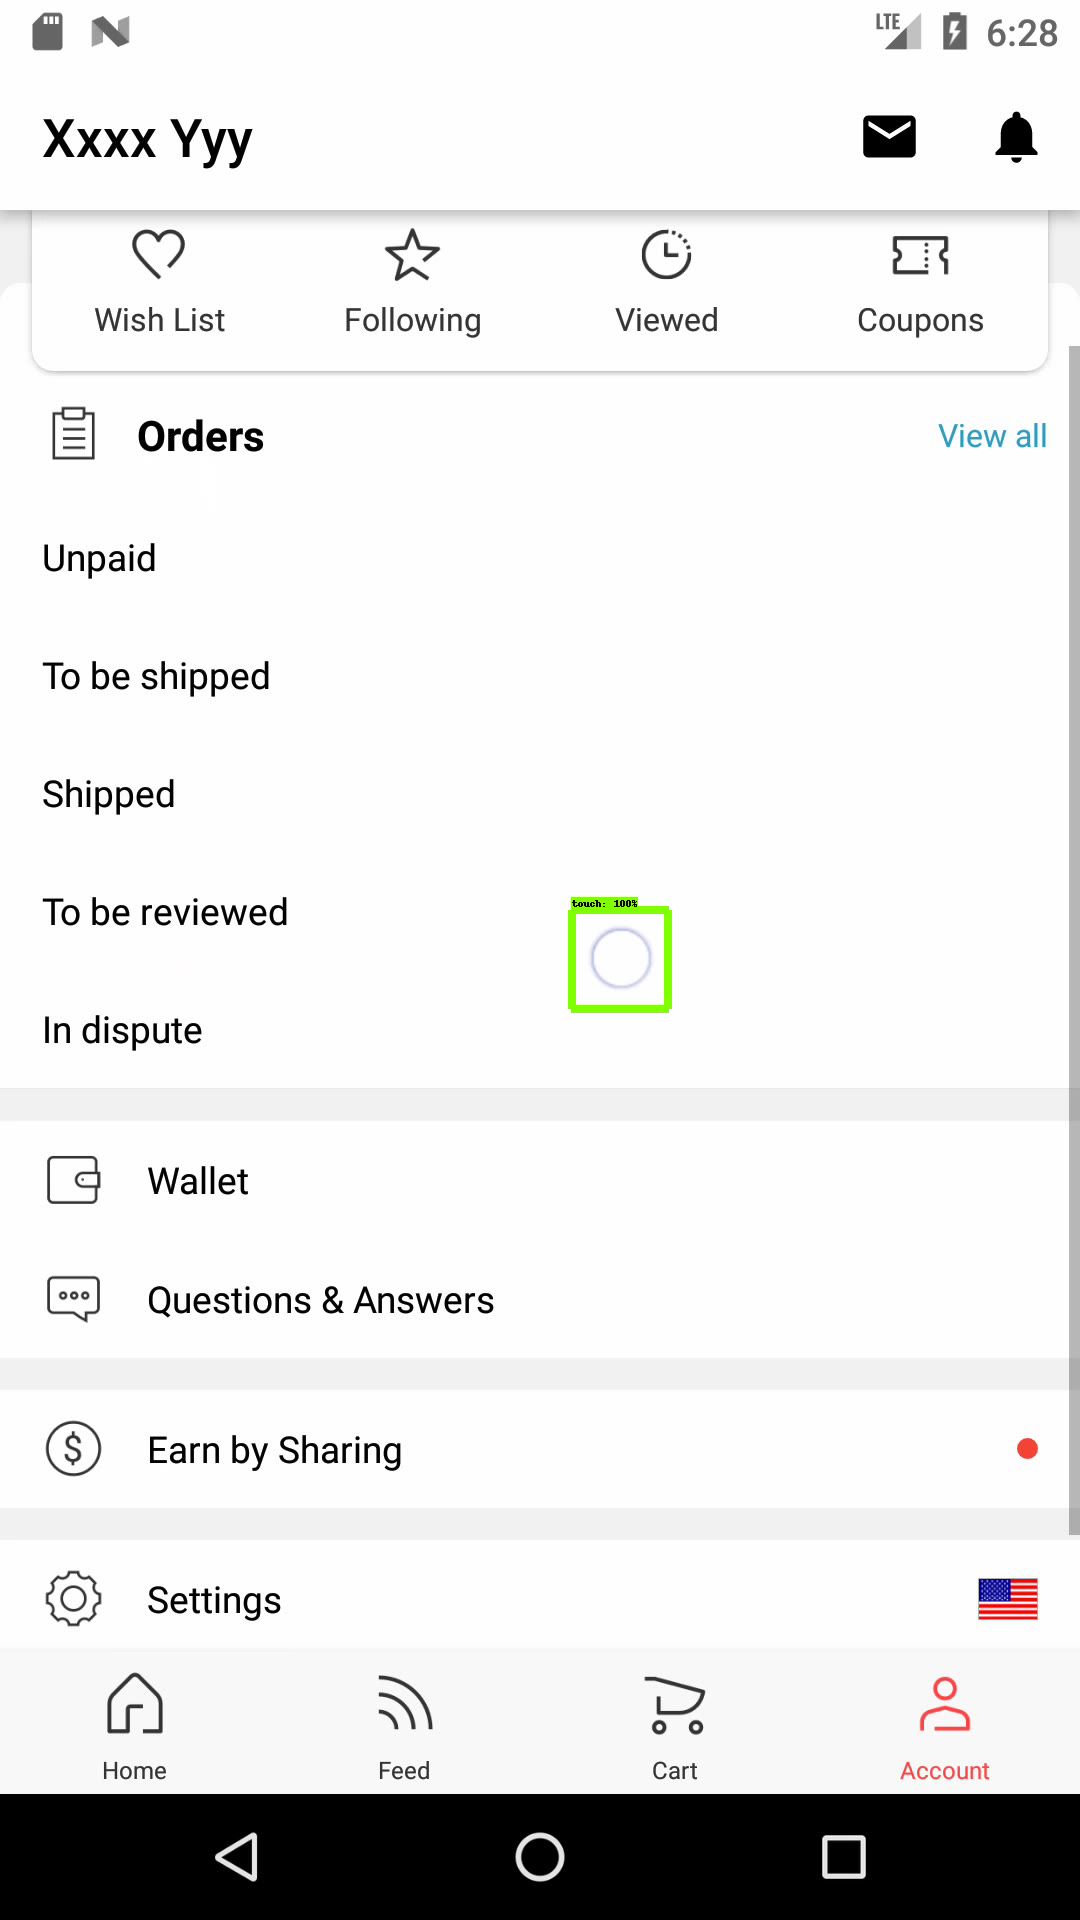 LTE 6:28
Xxxx Yyy
Wish List Following Viewed Coupons
Orders View all
Unpaid
To be shipped
Shipped
To be reviewed
touch: 100%
In dispute
Wallet
Questions & Answers
Earn by Sharing
Settings
Home Feed Cart Account